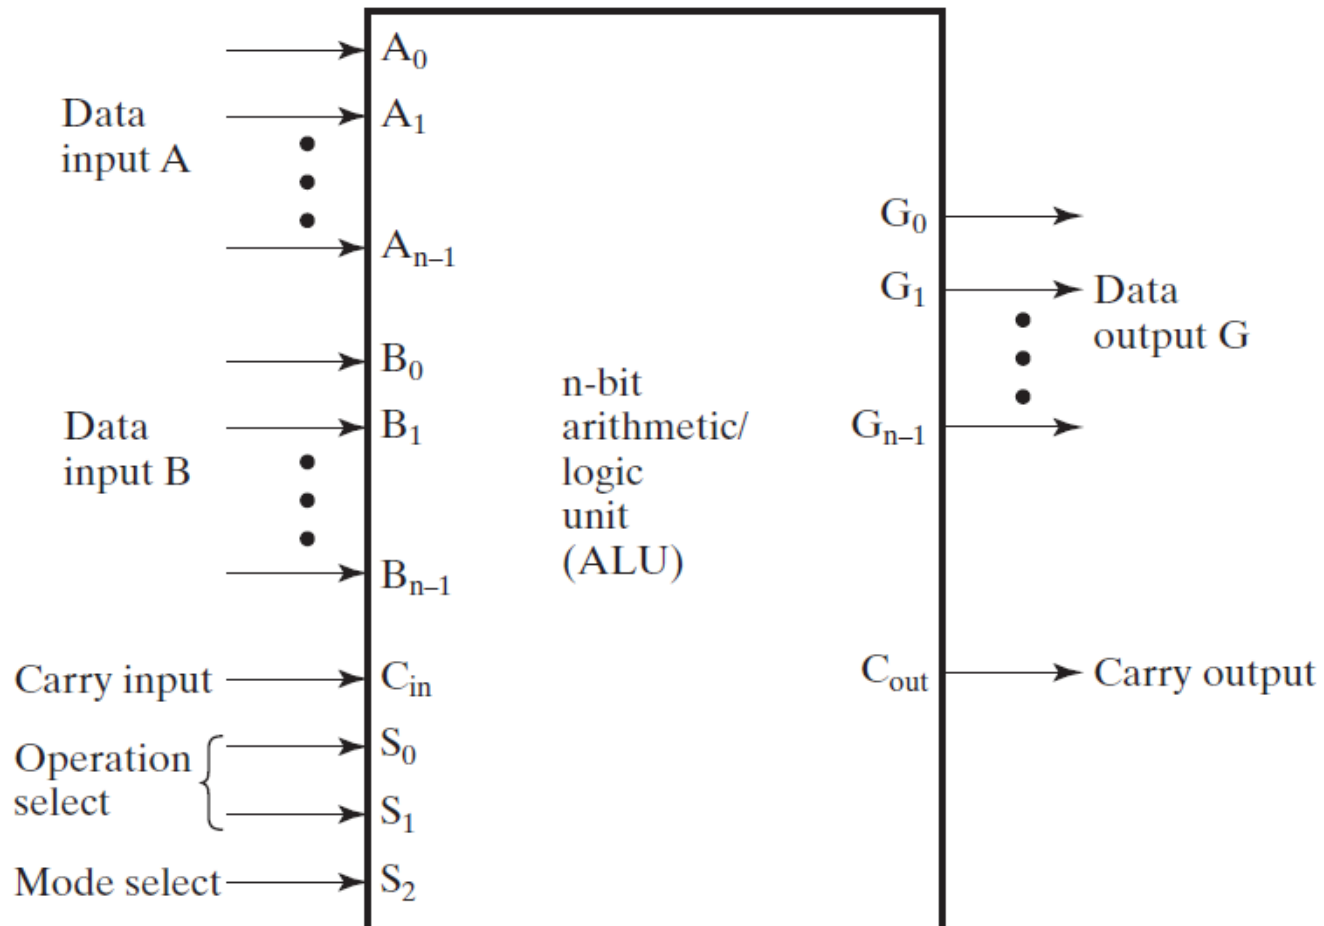 A₀
Data
input A
A₁
Aₙ₋₁
B₀
Data
input B
B₁
Bₙ₋₁
Carry input
Cᵢₙ
Operation
select
S₀
S₁
Mode select
S₂
n-bit
arithmetic/
logic
unit
(ALU)
G₀
G₁
Data
output G
Gₙ₋₁
Cₒᵤₜ
Carry output